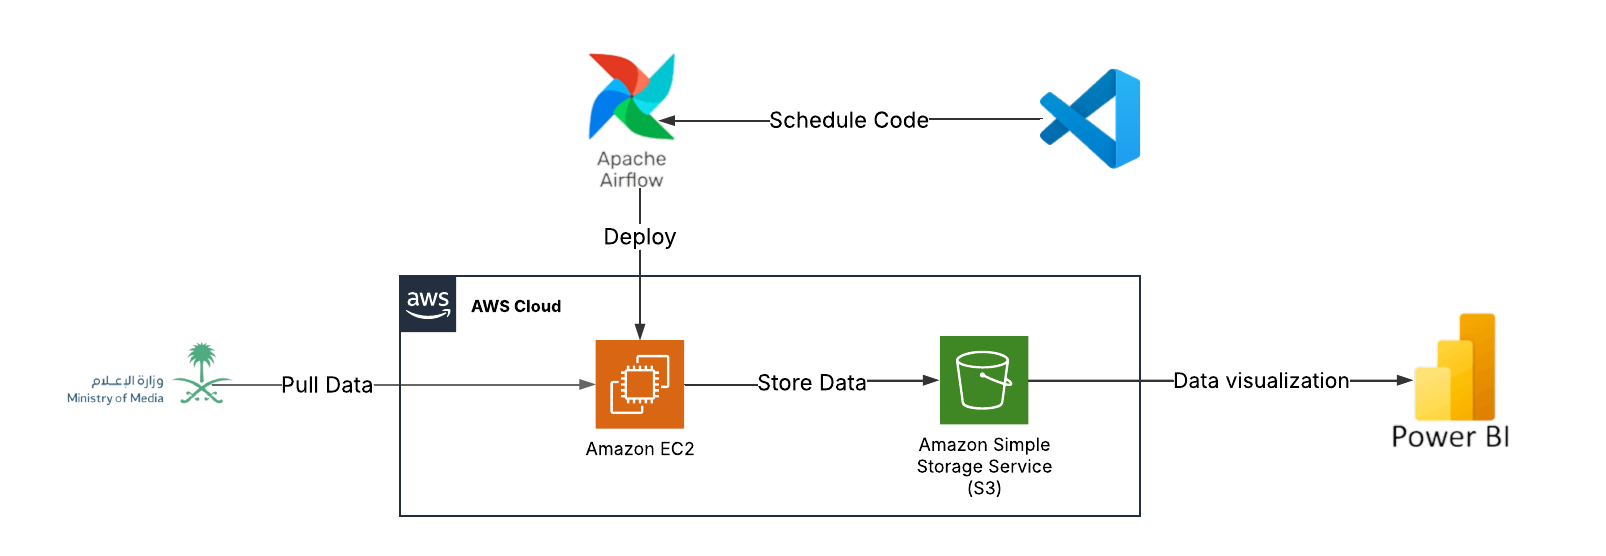 Schedule Code
Apache
Airflow
Deploy
aws
AWS Cloud
وزارة الإعلام
Ministry of Media
Pull Data
Store Data
Data visualization
Amazon EC2
Amazon Simple
Storage Service
(S3)
Power BI